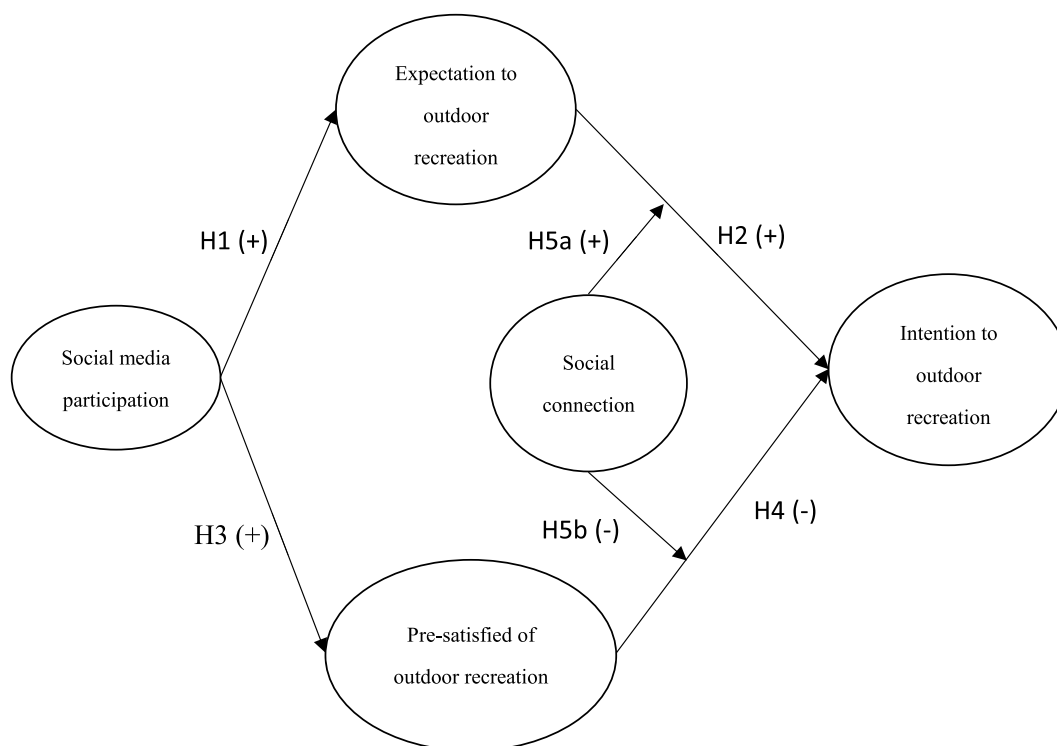 Expectation to
outdoor
recreation
H1 (+)
H5a (+)
H2 (+)
Social media
participation
Social
connection
Intention to
outdoor
recreation
H3 (+)
H5b (-)
H4 (-)
Pre-satisfied of
outdoor recreation